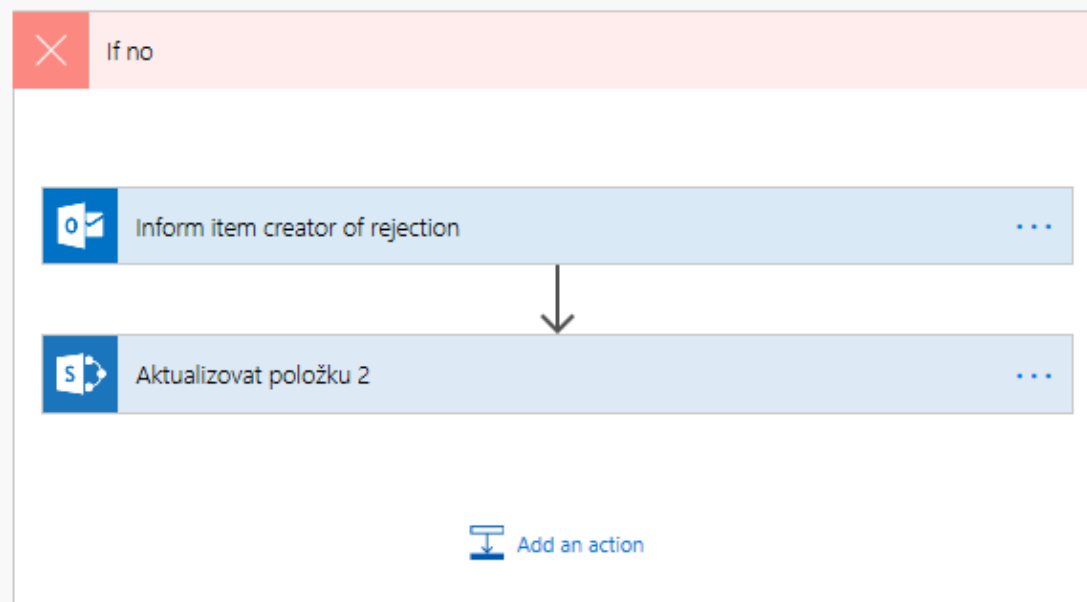 If no
Inform item creator of rejection
Aktualizovat položku 2
Add an action